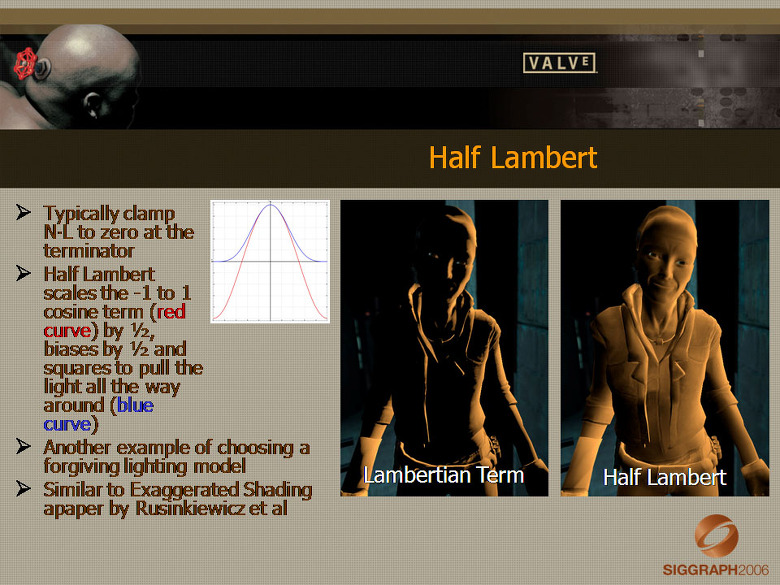 VALVE
Half Lambert
Typically clamp
N·L to zero at the
terminator
Half Lambert
scales the -1 to 1
cosine term (red
curve) by ½,
biases by ½ and
squares to pull the
light all the way
around (blue
curve)
Another example of choosing a
forgiving lighting model
Similar to Exaggerated Shading
apaper by Rusinkiewicz et al
Lambertian Term
Half Lambert
SIGGRAPH2006